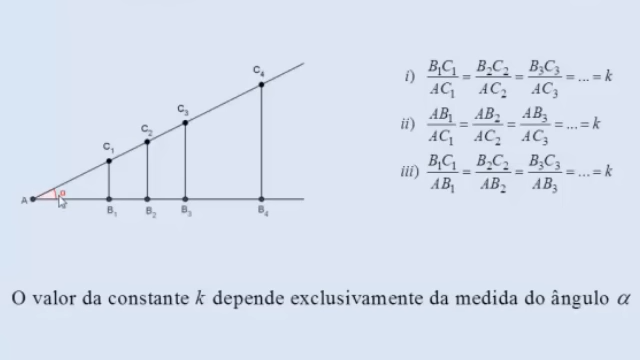 i) B₁C₁/AC₁ = B₂C₂/AC₂ = B₃C₃/AC₃ = ... = k
ii) AB₁/AC₁ = AB₂/AC₂ = AB₃/AC₃ = ... = k
iii) B₁C₁/AB₁ = B₂C₂/AB₂ = B₃C₃/AB₃ = ... = k
C₄
C₃
C₂
C₁
A α
B₁ B₂ B₃ B₄
O valor da constante k depende exclusivamente da medida do ângulo α